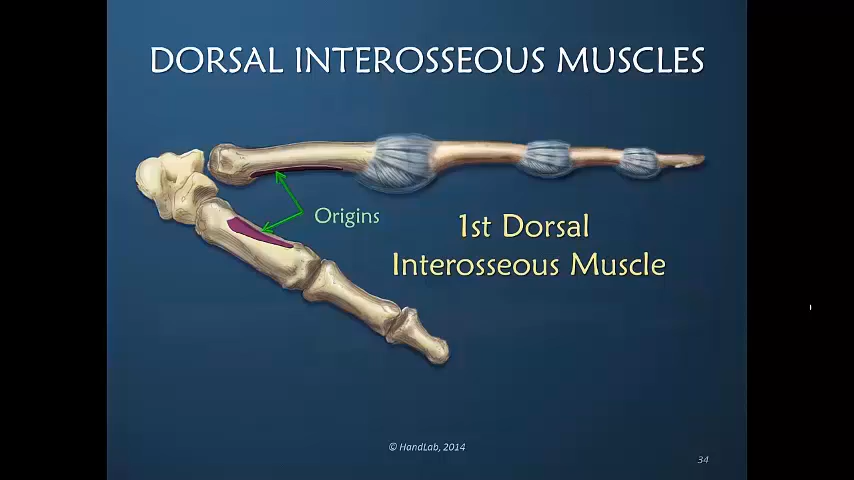 DORSAL INTEROSSEOUS MUSCLES
Origins
1st Dorsal
Interosseous Muscle
© HandLab, 2014
34